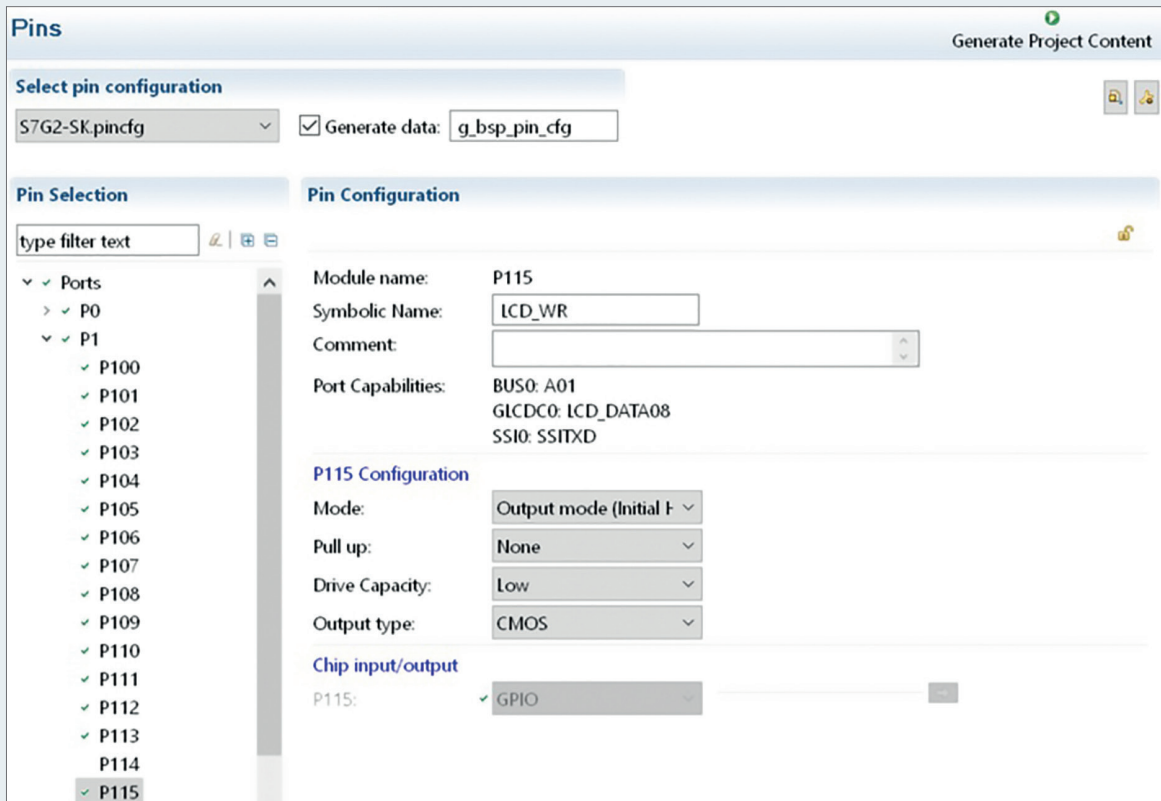 Pins
Generate Project Content
Select pin configuration
S7G2-SK.pincfg
Generate data: g_bsp_pin_cfg
Pin Selection
type filter text
Ports
P0
P1
P100
P101
P102
P103
P104
P105
P106
P107
P108
P109
P110
P111
P112
P113
P114
P115
Pin Configuration
Module name: P115
Symbolic Name: LCD_WR
Comment:
Port Capabilities: BUS0: A01
GLCDC0: LCD_DATA08
SSI0: SSITXD
P115 Configuration
Mode: Output mode (Initial H
Pull up: None
Drive Capacity: Low
Output type: CMOS
Chip input/output
P115: GPIO